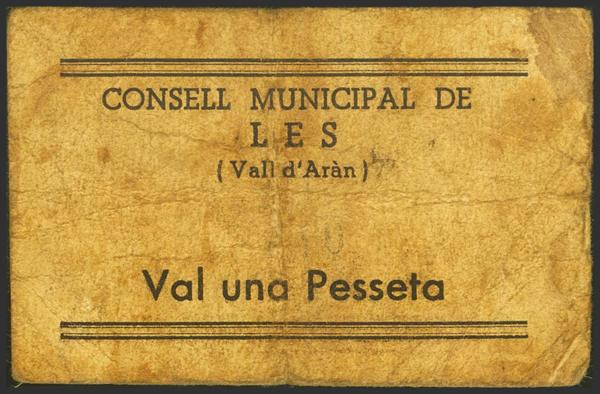 CONSELL MUNICIPAL DE
LES
(Vall d'Aràn)
Val una Pesseta